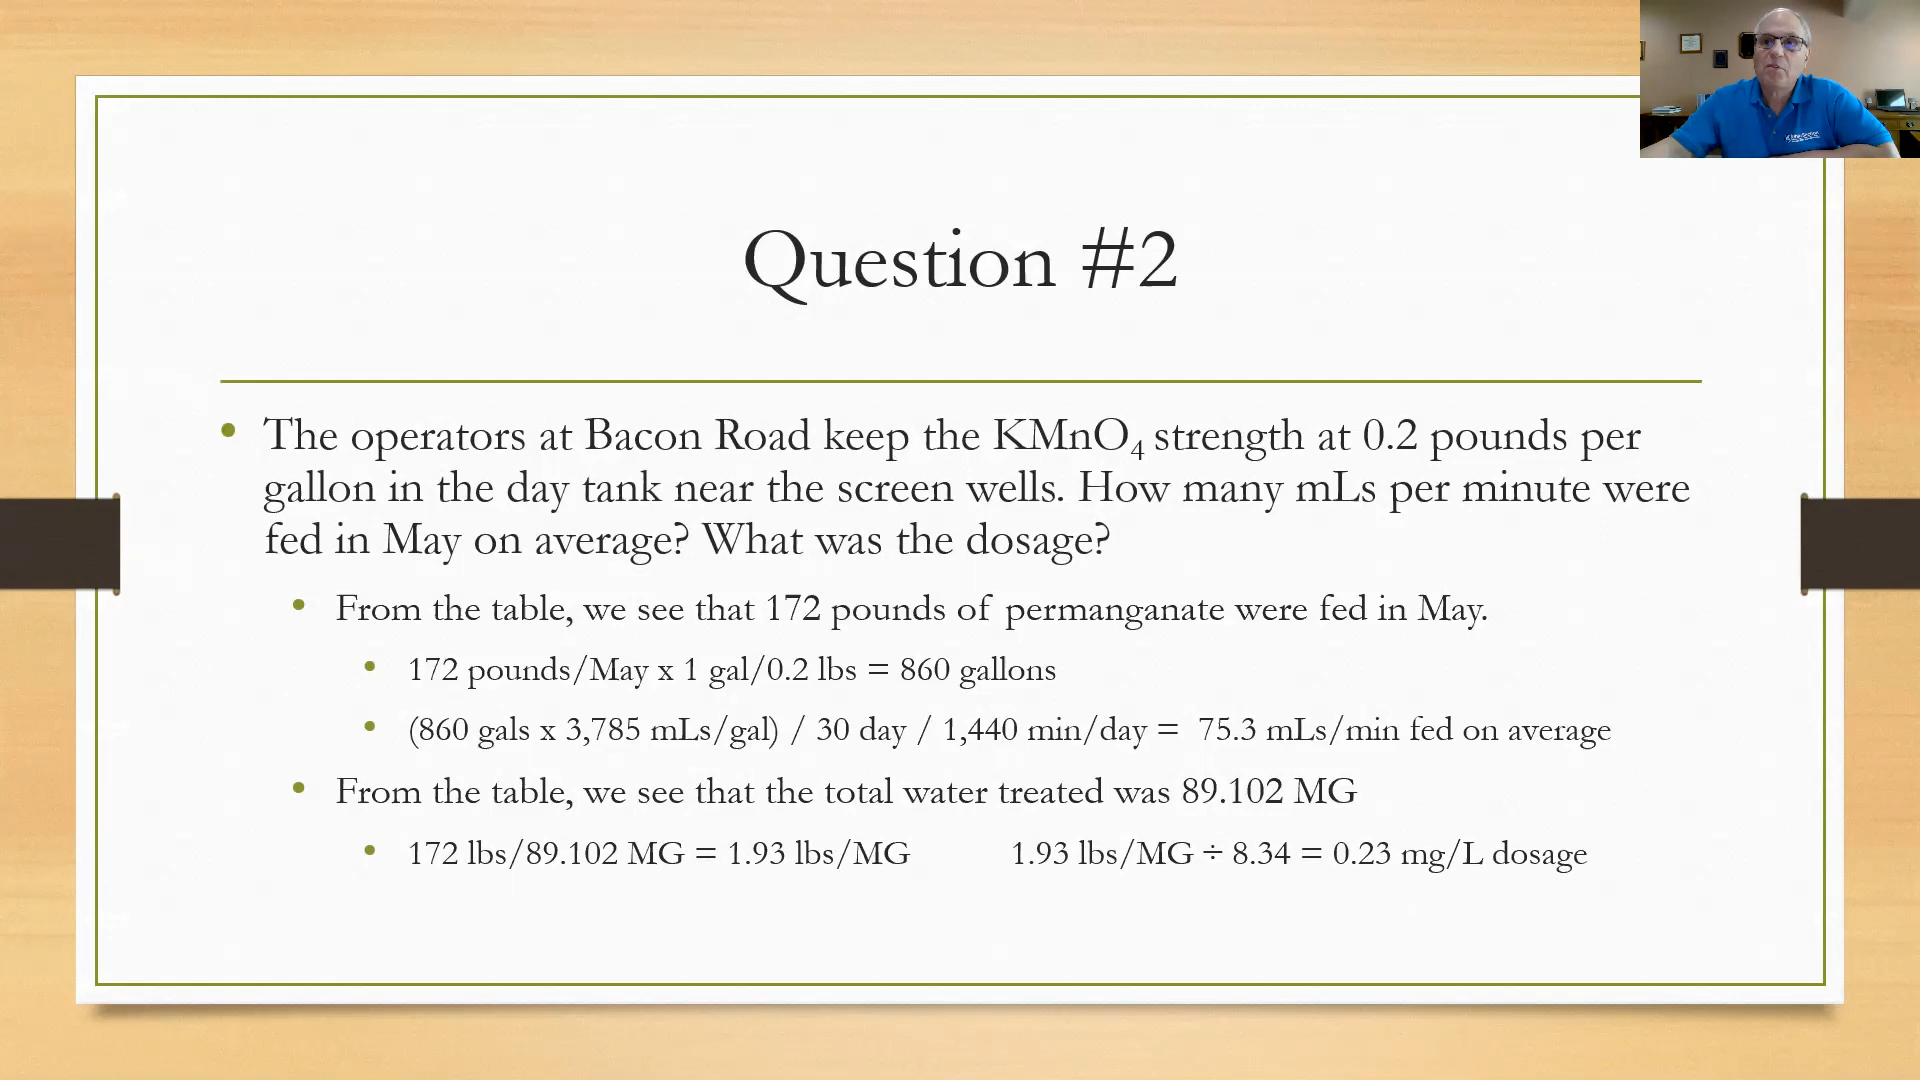 Question #2
• The operators at Bacon Road keep the KMnO₄ strength at 0.2 pounds per
gallon in the day tank near the screen wells. How many mLs per minute were
fed in May on average? What was the dosage?
• From the table, we see that 172 pounds of permanganate were fed in May.
• 172 pounds/May x 1 gal/0.2 lbs = 860 gallons
• (860 gals x 3,785 mLs/gal) / 30 day / 1,440 min/day = 75.3 mLs/min fed on average
• From the table, we see that the total water treated was 89.102 MG
• 172 lbs/89.102 MG = 1.93 lbs/MG 1.93 lbs/MG ÷ 8.34 = 0.23 mg/L dosage